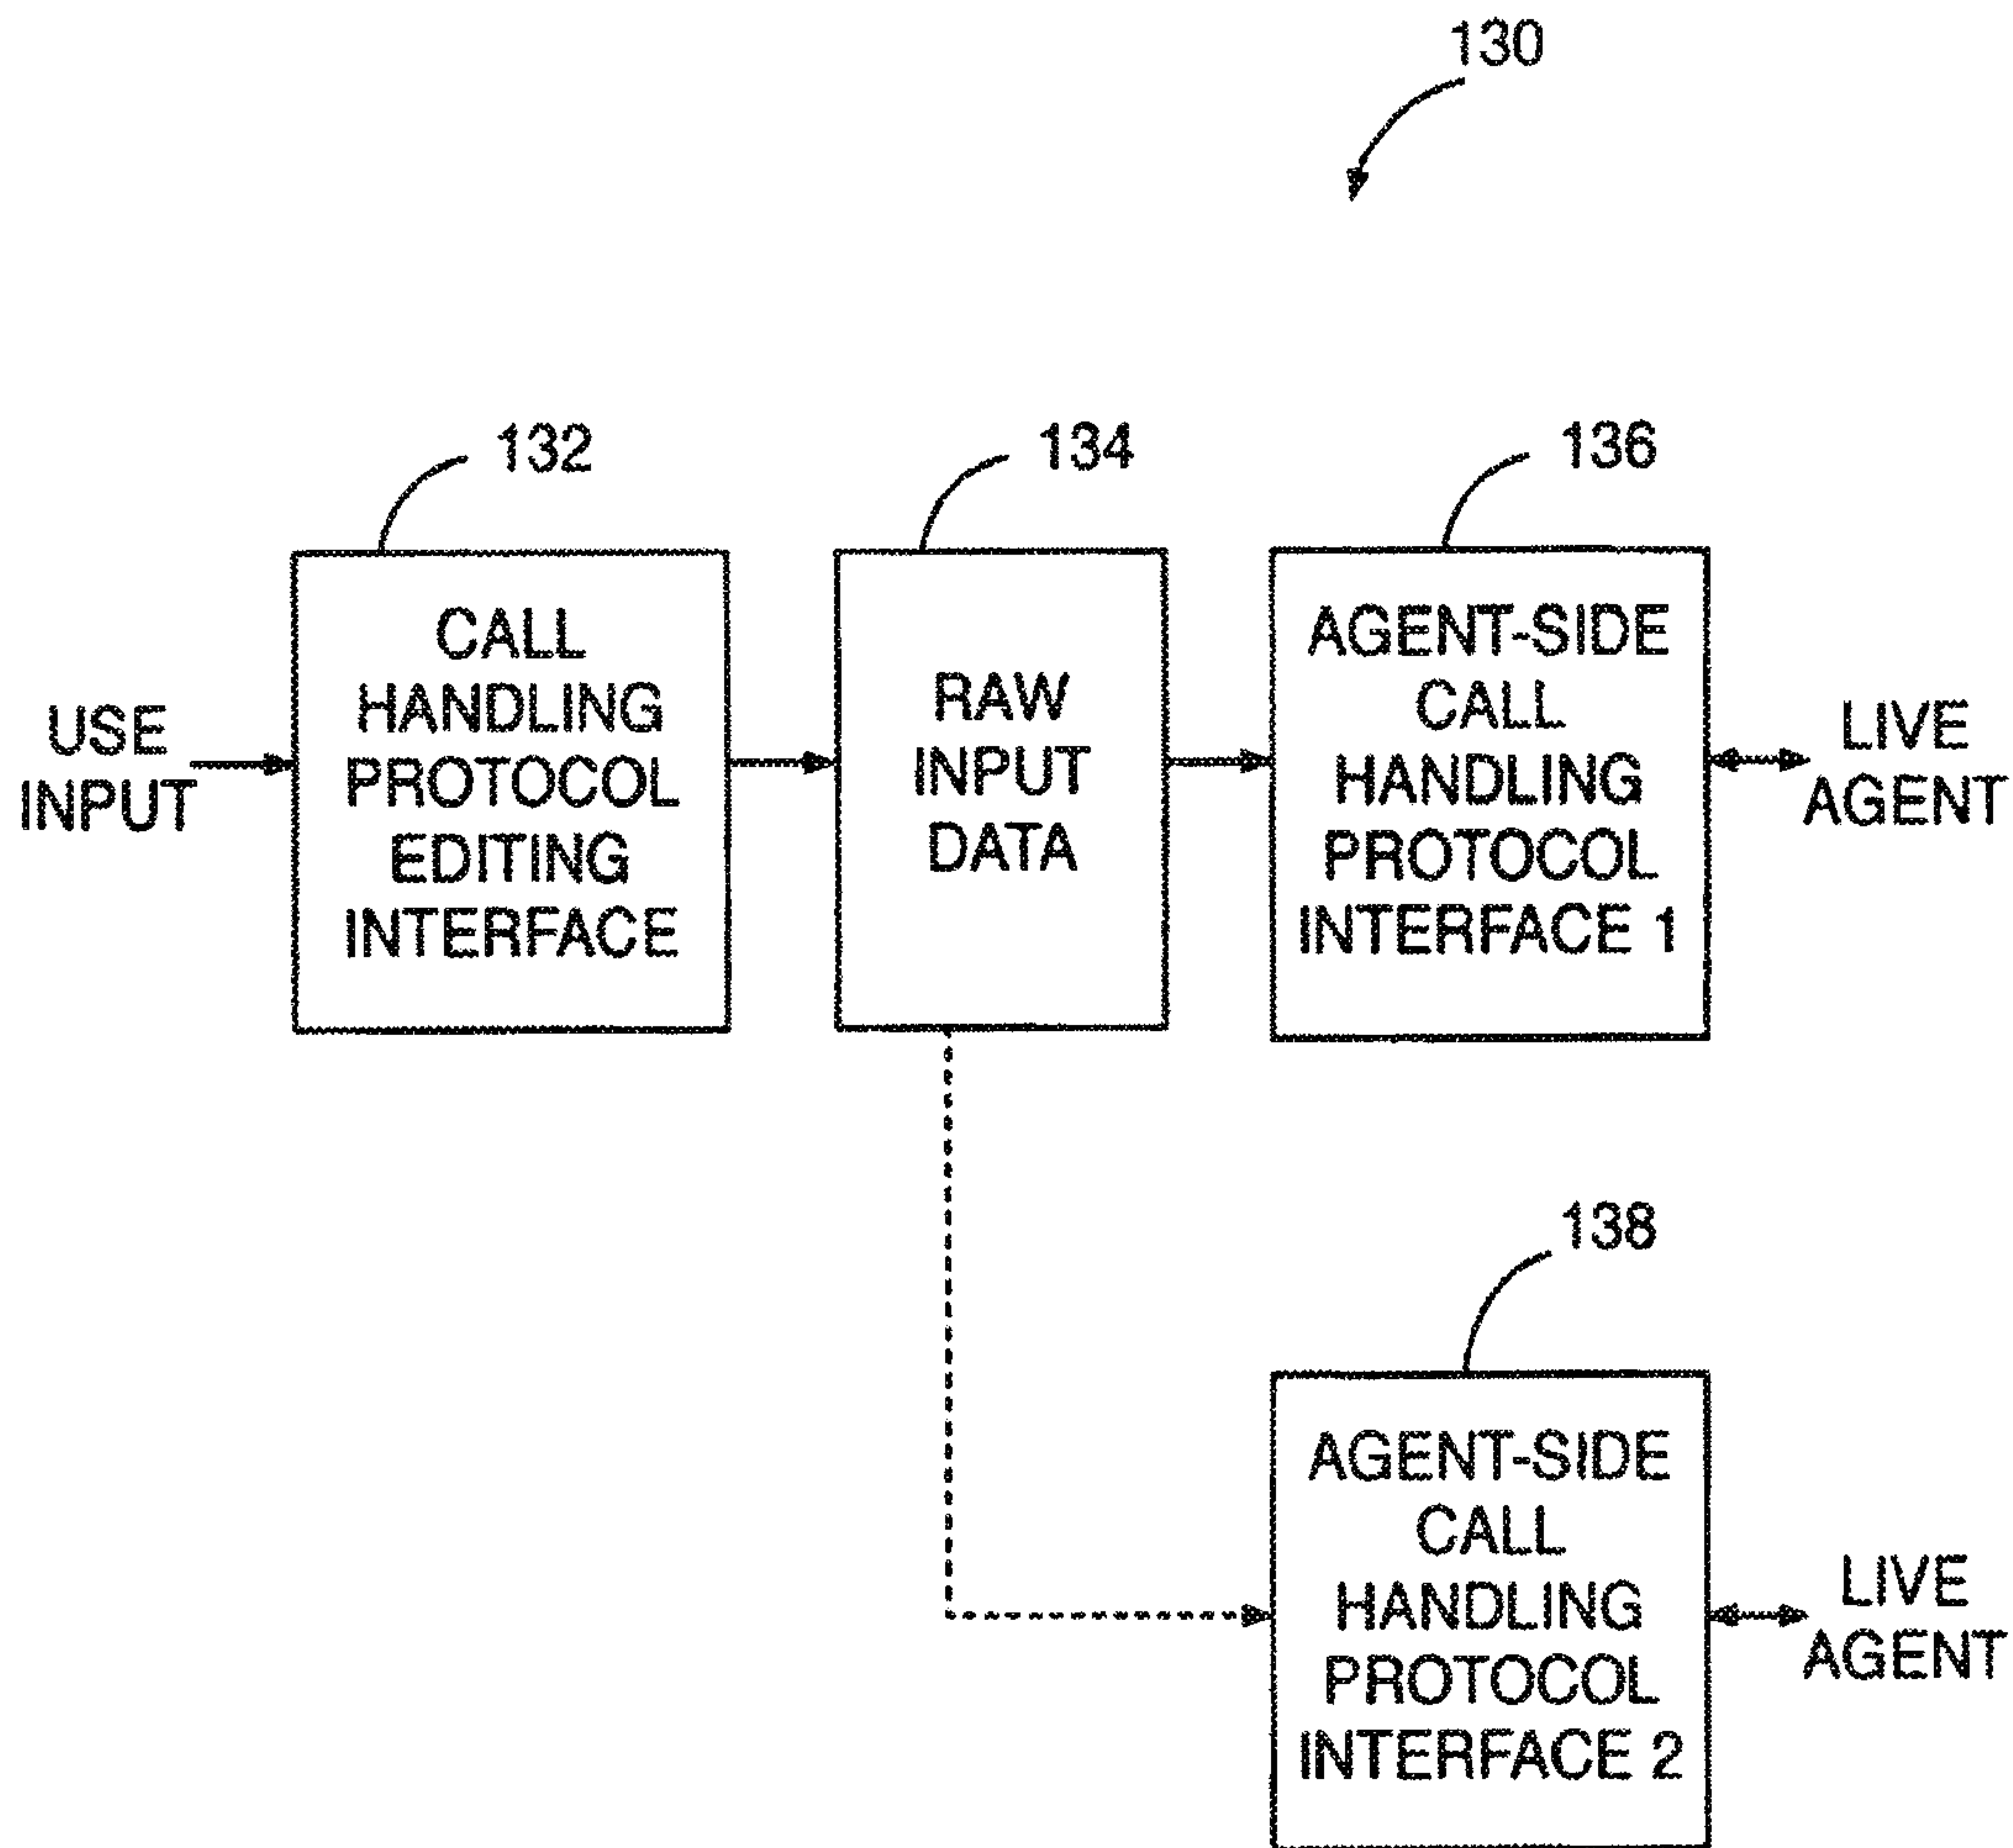 130
132
134
136
CALL
HANDLING
PROTOCOL
EDITING
INTERFACE
RAW
INPUT
DATA
AGENT-SIDE
CALL
HANDLING
PROTOCOL
INTERFACE 1
USE
INPUT
LIVE
AGENT
138
AGENT-SIDE
CALL
HANDLING
PROTOCOL
INTERFACE 2
LIVE
AGENT